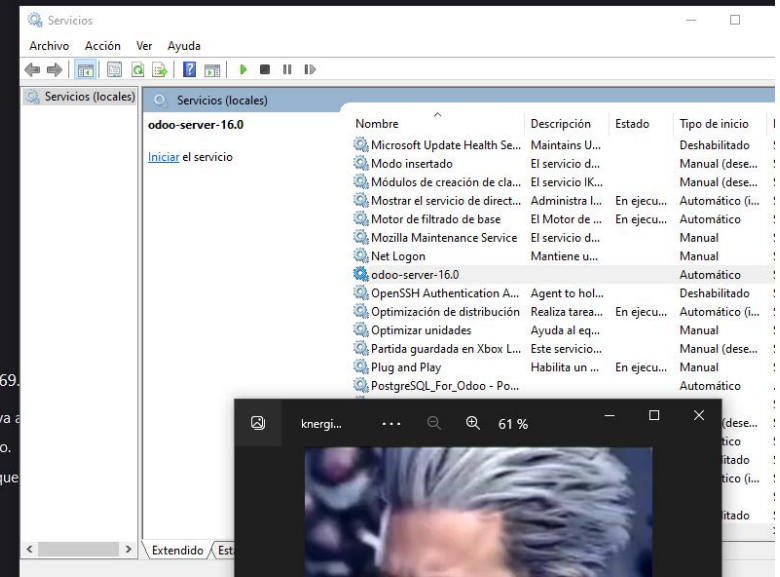 Servicios
Archivo Acción Ver Ayuda
Servicios (locales)
Servicios (locales)
odoo-server-16.0
Iniciar el servicio
Nombre Descripción Estado Tipo de inicio
Microsoft Update Health Se... Maintains U... Deshabilitado
Modo insertado El servicio d... Manual (dese...
Módulos de creación de cla... El servicio IK... Manual (dese...
Mostrar el servicio de direct... Administra l... En ejecu... Automático (i...
Motor de filtrado de base El Motor de ... En ejecu... Automático
Mozilla Maintenance Service El servicio d... Manual
Net Logon Mantiene u... Manual
odoo-server-16.0 Automático
OpenSSH Authentication A... Agent to hol... Deshabilitado
Optimización de distribución Realiza tarea... En ejecu... Automático (i...
Optimizar unidades Ayuda al eq... Manual
Partida guardada en Xbox L... Este servicio... Manual (dese...
Plug and Play Habilita un ... En ejecu... Manual
PostgreSQL_For_Odoo - Po... Automático
69.
o.
knergi... ... 61 %
Extendido